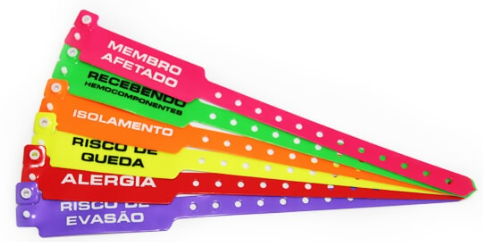 MEMBRO
AFETADO
RECEBENDO
HEMOCOMPONENTES
ISOLAMENTO
RISCO DE
QUEDA
ALERGIA
RISCO DE
EVASÃO